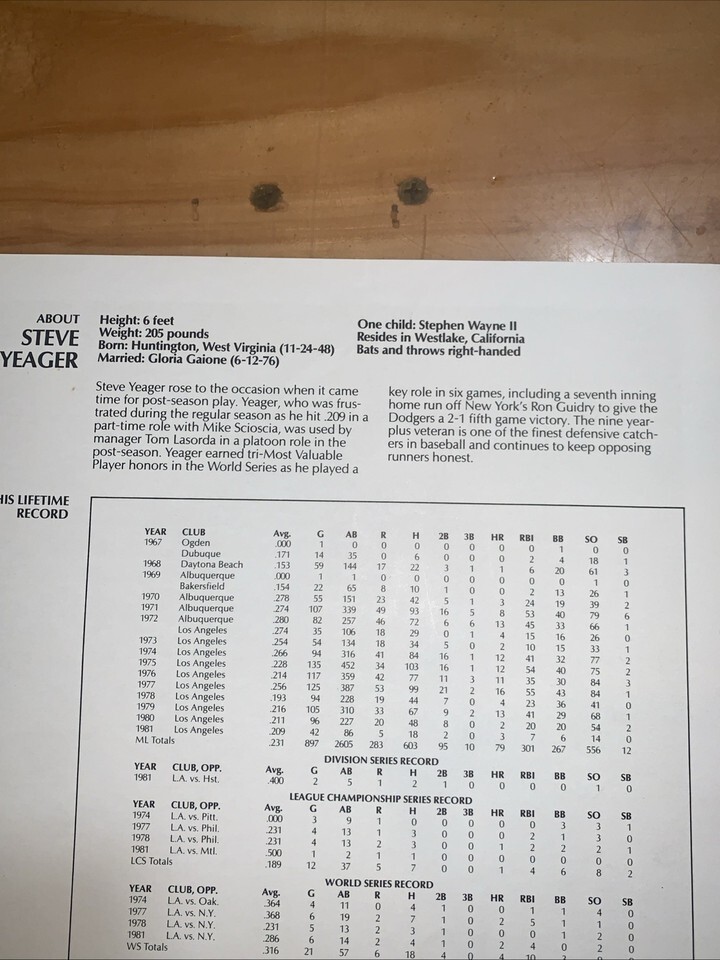 ABOUT
STEVE
YEAGER
Height: 6 feet
Weight: 205 pounds
Born: Huntington, West Virginia (11-24-48)
Married: Gloria Gaione (6-12-76)
One child: Stephen Wayne II
Resides in Westlake, California
Bats and throws right-handed
Steve Yeager rose to the occasion when it came
time for post-season play. Yeager, who was frus-
trated during the regular season as he hit .209 in a
part-time role with Mike Scioscia, was used by
manager Tom Lasorda in a platoon role in the
post-season. Yeager earned tri-Most Valuable
Player honors in the World Series as he played a
key role in six games, including a seventh inning
home run off New York's Ron Guidry to give the
Dodgers a 2-1 fifth game victory. The nine year-
plus veteran is one of the finest defensive catch-
ers in baseball and continues to keep opposing
runners honest.
HIS LIFETIME
RECORD
YEAR CLUB Avg. G AB R H 2B 3B HR RBI BB SO SB
1967 Ogden .000 1 0 0 0 0 0 0 0 1 0 0
Dubuque .171 14 35 0 6 0 0 0 2 4 18 1
1968 Daytona Beach .153 59 144 17 22 3 1 1 6 20 61 3
1969 Albuquerque .000 1 1 0 0 0 0 0 0 0 1 0
Bakersfield .154 22 65 8 10 1 0 0 2 13 26 1
1970 Albuquerque .278 55 151 23 42 5 1 3 24 19 39 2
1971 Albuquerque .274 107 339 49 93 16 5 8 53 40 79 6
1972 Albuquerque .280 82 257 46 72 6 6 13 45 33 66 1
Los Angeles .274 35 106 18 29 0 1 4 15 16 26 0
1973 Los Angeles .254 54 134 18 34 5 0 2 10 15 33 1
1974 Los Angeles .266 94 316 41 84 16 1 12 41 32 77 2
1975 Los Angeles .228 135 452 34 103 16 1 12 54 40 75 2
1976 Los Angeles .214 117 359 42 77 11 3 11 35 30 84 3
1977 Los Angeles .256 125 387 53 99 21 2 16 55 43 84 1
1978 Los Angeles .193 94 228 19 44 7 0 4 23 36 41 0
1979 Los Angeles .216 105 310 33 67 9 2 13 41 29 68 1
1980 Los Angeles .211 96 227 20 48 8 0 2 20 20 54 2
1981 Los Angeles .209 42 86 5 18 2 0 3 7 6 14 0
ML Totals .231 897 2605 283 603 95 10 79 301 267 556 12
DIVISION SERIES RECORD
YEAR CLUB, OPP. Avg. G AB R H 2B 3B HR RBI BB SO SB
1981 L.A. vs. Hst. .400 2 5 1 2 1 0 0 0 0 1 0
LEAGUE CHAMPIONSHIP SERIES RECORD
YEAR CLUB, OPP. Avg. G AB R H 2B 3B HR RBI BB SO SB
1974 L.A. vs. Pitt. .000 3 9 1 0 0 0 0 0 3 3 1
1977 L.A. vs. Phil. .231 4 13 1 3 0 0 0 2 1 3 0
1978 L.A. vs. Phil. .231 4 13 2 3 0 0 1 2 2 2 1
1981 L.A. vs. Mtl. .500 1 2 1 1 0 0 0 0 0 0 0
LCS Totals .189 12 37 5 7 0 0 1 4 6 8 2
WORLD SERIES RECORD
YEAR CLUB, OPP. Avg. G AB R H 2B 3B HR RBI BB SO SB
1974 L.A. vs. Oak. .364 4 11 0 4 1 0 0 1 1 4 0
1977 L.A. vs. N.Y. .368 6 19 2 7 1 0 2 5 1 1 0
1978 L.A. vs. N.Y. .231 5 13 2 3 1 0 0 0 1 2 0
1981 L.A. vs. N.Y. .286 6 14 2 4 1 0 2 4 0 2 0
WS Totals .316 21 57 6 18 4 0 4 10